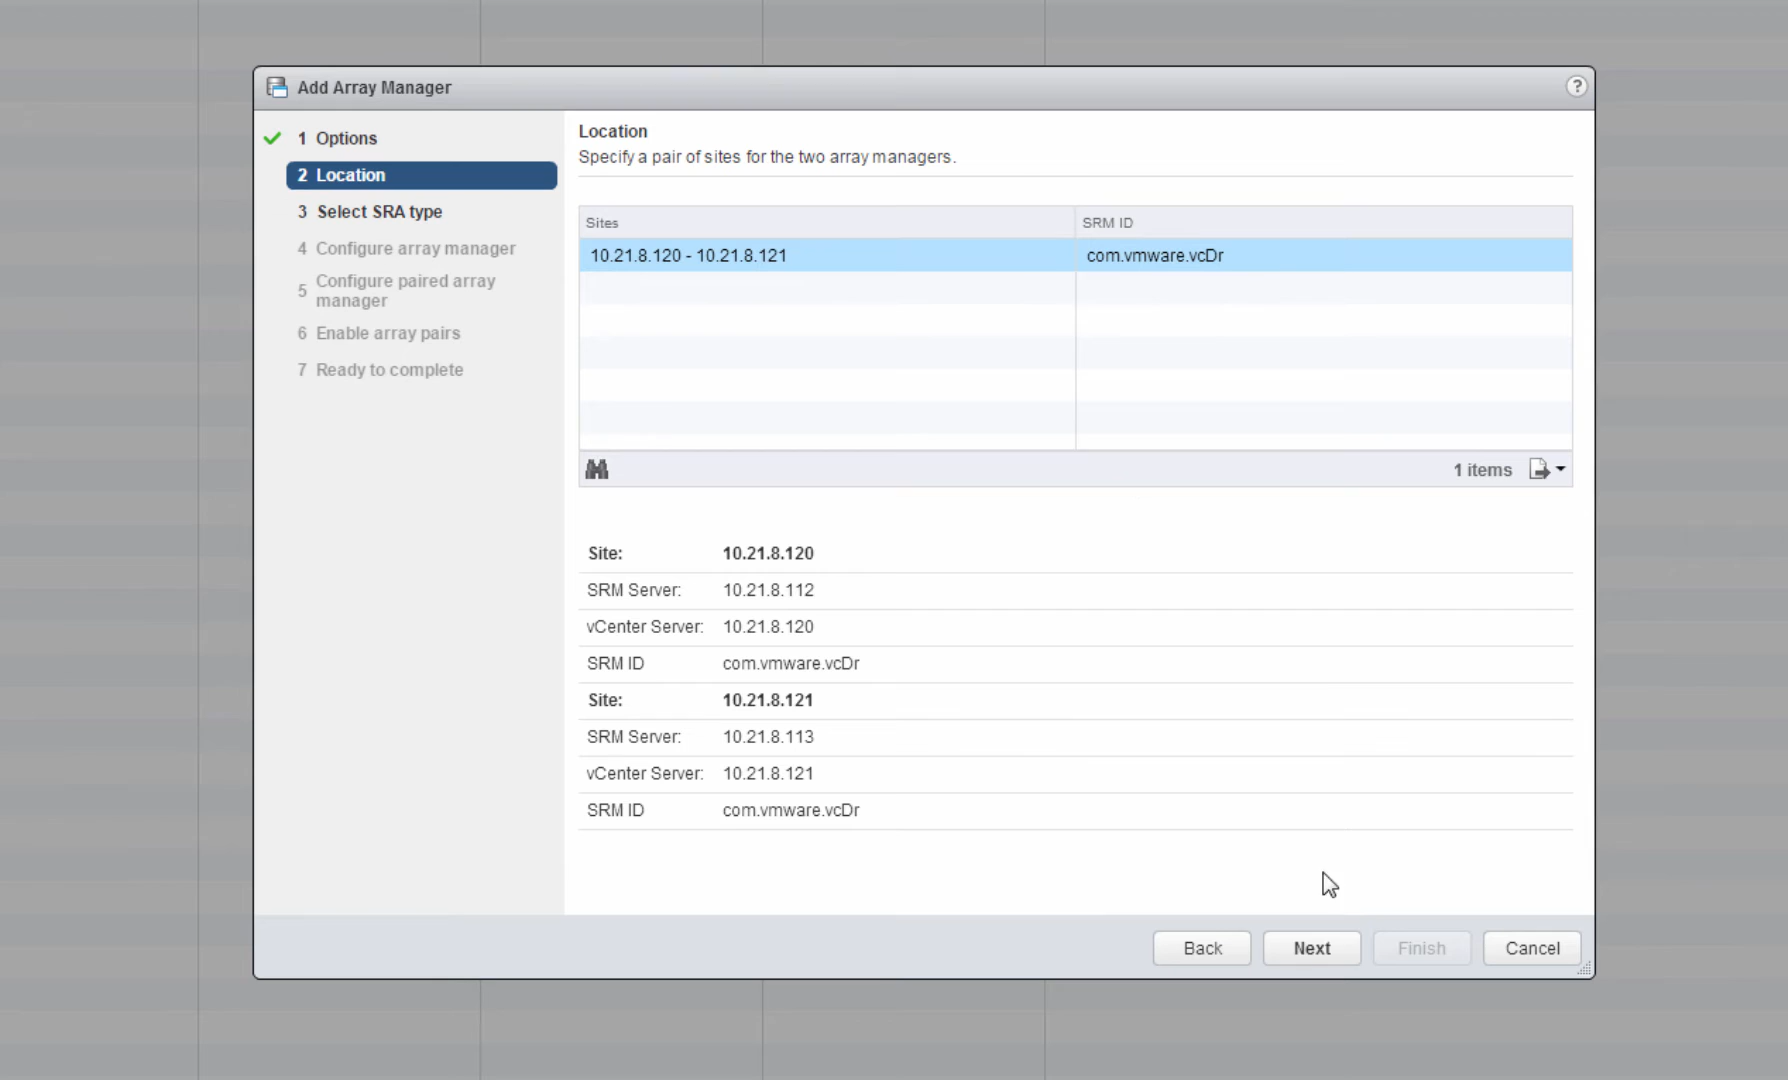 Add Array Manager
?
1 Options
2 Location
3 Select SRA type
4 Configure array manager
5 Configure paired array
manager
6 Enable array pairs
7 Ready to complete
Location
Specify a pair of sites for the two array managers.
Sites SRM ID
10.21.8.120 - 10.21.8.121 com.vmware.vcDr
1 items
Site: 10.21.8.120
SRM Server: 10.21.8.112
vCenter Server: 10.21.8.120
SRM ID com.vmware.vcDr
Site: 10.21.8.121
SRM Server: 10.21.8.113
vCenter Server: 10.21.8.121
SRM ID com.vmware.vcDr
Back Next Finish Cancel